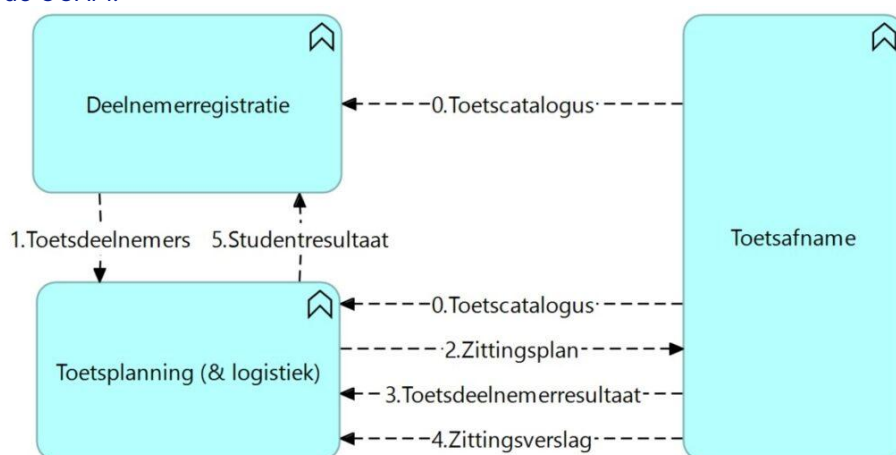 Deelnemerregistratie
0.Toetscatalogus
1.Toetsdeelnemers
5.Studentresultaat
Toetsafname
0.Toetscatalogus
2.Zittingsplan
Toetsplanning (& logistiek)
3.Toetsdeelnemerresultaat
4.Zittingsverslag